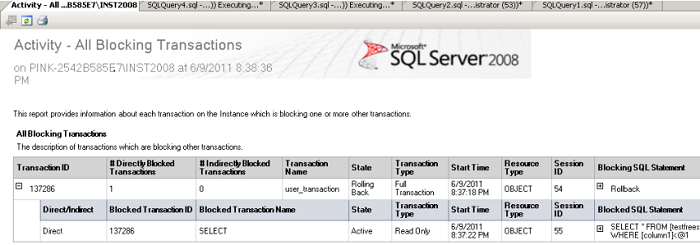 Activity - All ...B585E7\INST2008
SQLQuery4.sql -...)) Executing...*
SQLQuery3.sql -...)) Executing...*
SQLQuery2.sql -...istrator (53))*
SQLQuery1.sql -...istrator (57))*
Activity - All Blocking Transactions
on PINK-2542B585E7\INST2008 at 6/9/2011 8:38:36
PM
Microsoft®
SQL Server®2008
This report provides information about each transaction on the Instance which is blocking one or more other transactions.
All Blocking Transactions
The description of transactions which are blocking other transactions.
Transaction ID
# Directly Blocked
Transactions
# Indirectly Blocked
Transactions
Transaction
Name
State
Transaction
Type
Start Time
Resource
Type
Session
ID
Blocking SQL Statement
137286
1
0
user_transaction
Rolling
Back
Full
Transaction
6/9/2011
8:37:18 PM
OBJECT
54
Rollback
Direct/Indirect
Blocked Transaction ID
Blocked Transaction Name
State
Transaction
Type
Start Time
Resource
Type
Session
ID
Blocked SQL Statement
Direct
137286
SELECT
Active
Read Only
6/9/2011
8:37:22 PM
OBJECT
55
SELECT * FROM
WHERE [column1]<@1